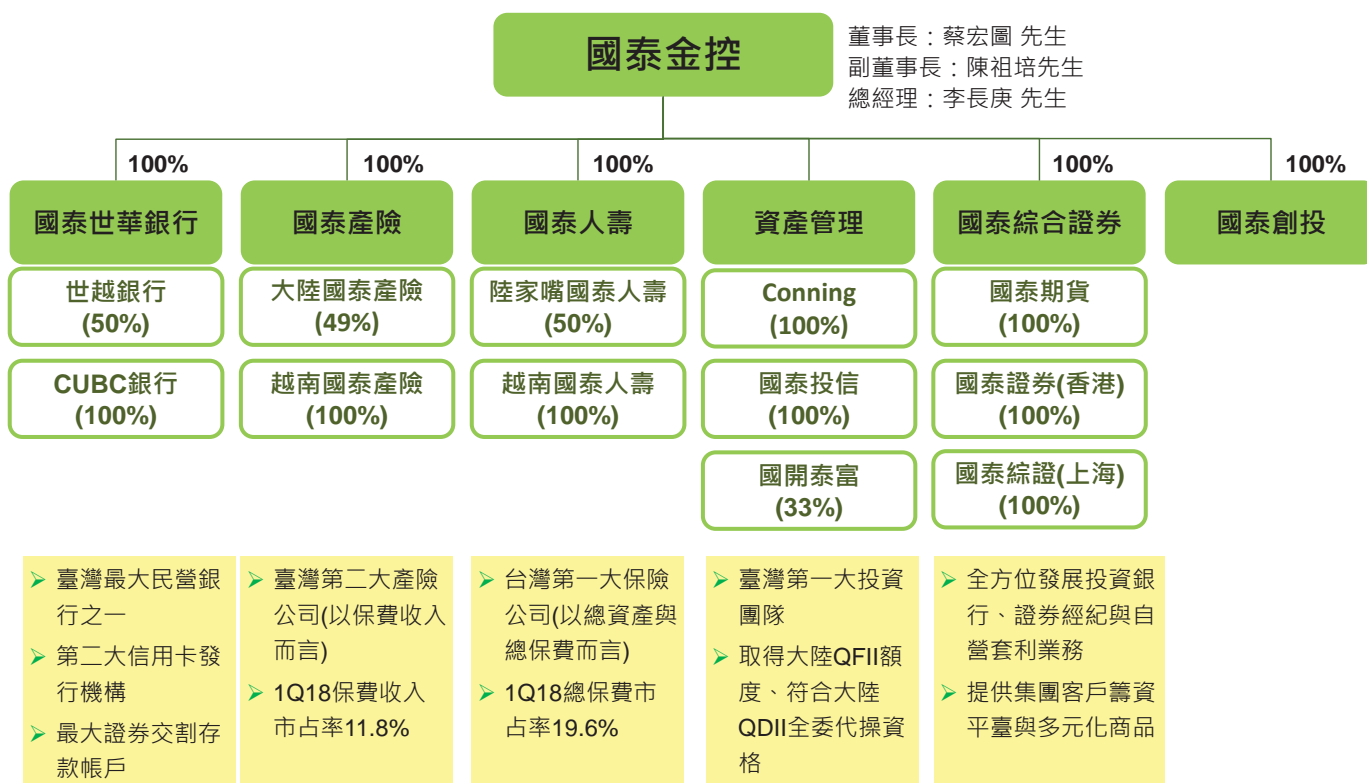 國泰金控
董事長：蔡宏圖 先生
副董事長：陳祖培先生
總經理：李長庚 先生
100%
100%
100%
100%
100%
國泰世華銀行
國泰產險
國泰人壽
資產管理
國泰綜合證券
國泰創投
世越銀行
(50%)
大陸國泰產險
(49%)
陸家嘴國泰人壽
(50%)
Conning
(100%)
國泰期貨
(100%)
CUBC銀行
(100%)
越南國泰產險
(100%)
越南國泰人壽
(100%)
國泰投信
(100%)
國泰證券(香港)
(100%)
國開泰富
(33%)
國泰綜證(上海)
(100%)
➢ 臺灣最大民營銀
行之一
➢ 第二大信用卡發
行機構
➢ 最大證券交割存
款帳戶
➢ 臺灣第二大產險
公司(以保費收入
而言)
➢ 1Q18保費收入
市占率11.8%
➢ 台灣第一大保險
公司(以總資產與
總保費而言)
➢ 1Q18總保費市
占率19.6%
➢ 臺灣第一大投資
團隊
➢ 取得大陸QFII額
度、符合大陸
QDII全委代操資
格
➢ 全方位發展投資銀
行、證券經紀與自
營套利業務
➢ 提供集團客戶籌資
平臺與多元化商品